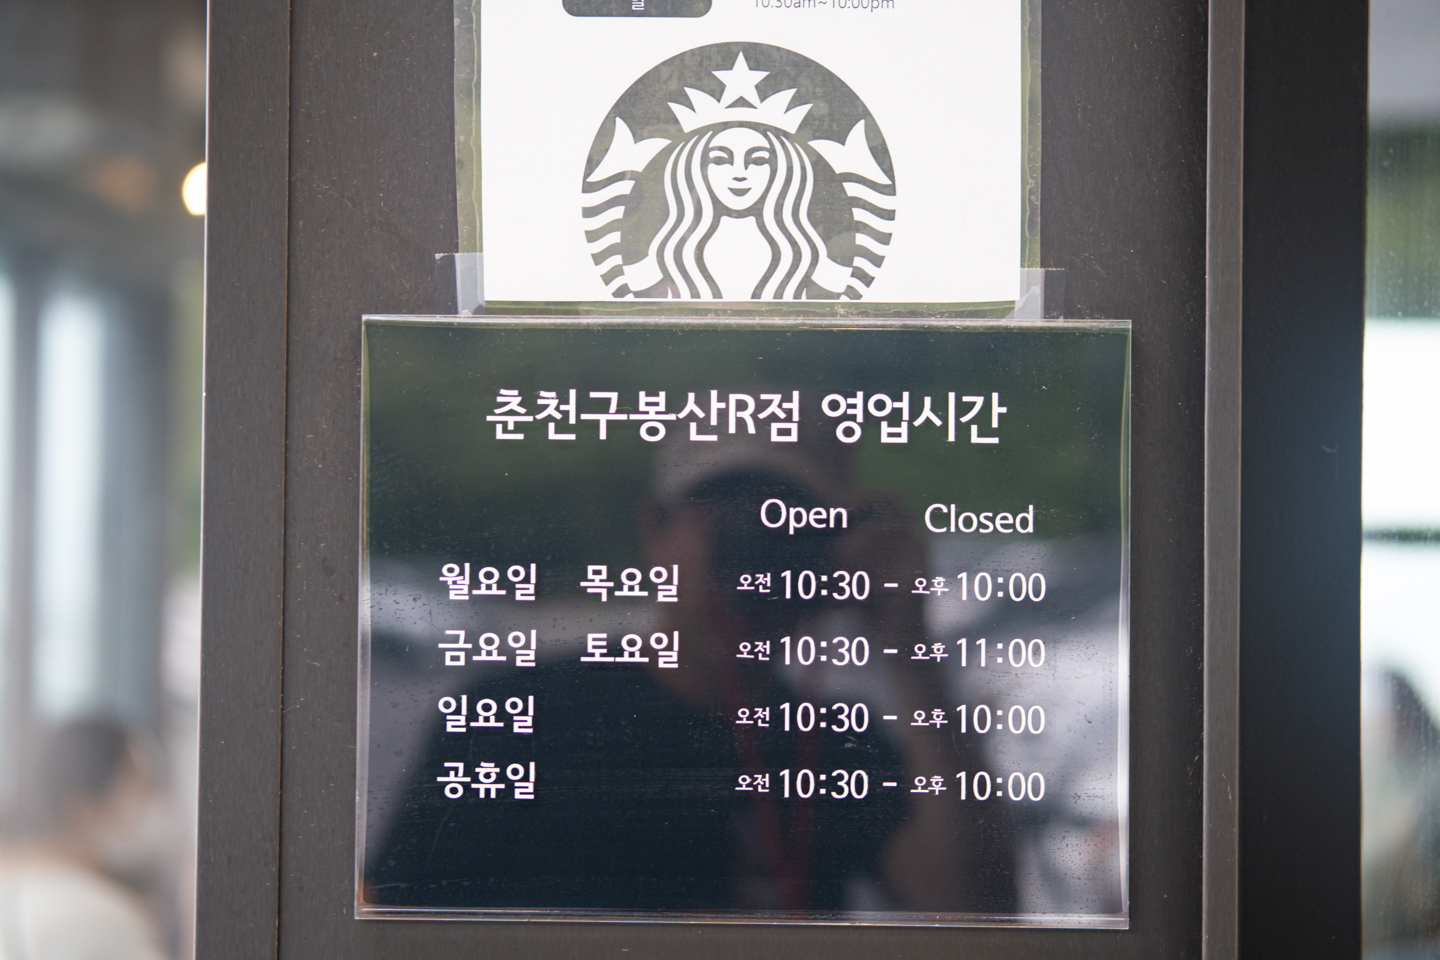 일 10:30am~10:00pm
춘천구봉산R점 영업시간
Open Closed
월요일 목요일 오전 10:30 - 오후 10:00
금요일 토요일 오전 10:30 - 오후 11:00
일요일 오전 10:30 - 오후 10:00
공휴일 오전 10:30 - 오후 10:00